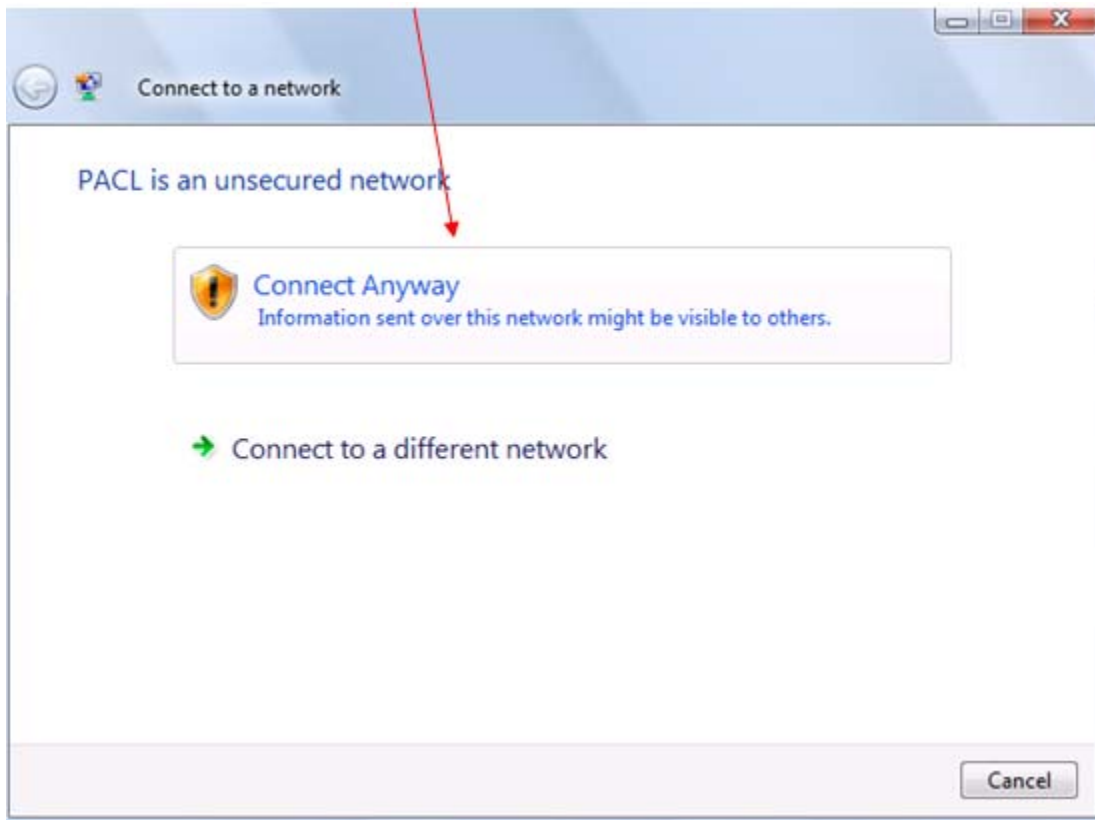 Connect to a network
PACL is an unsecured network
Connect Anyway
Information sent over this network might be visible to others.
Connect to a different network
Cancel